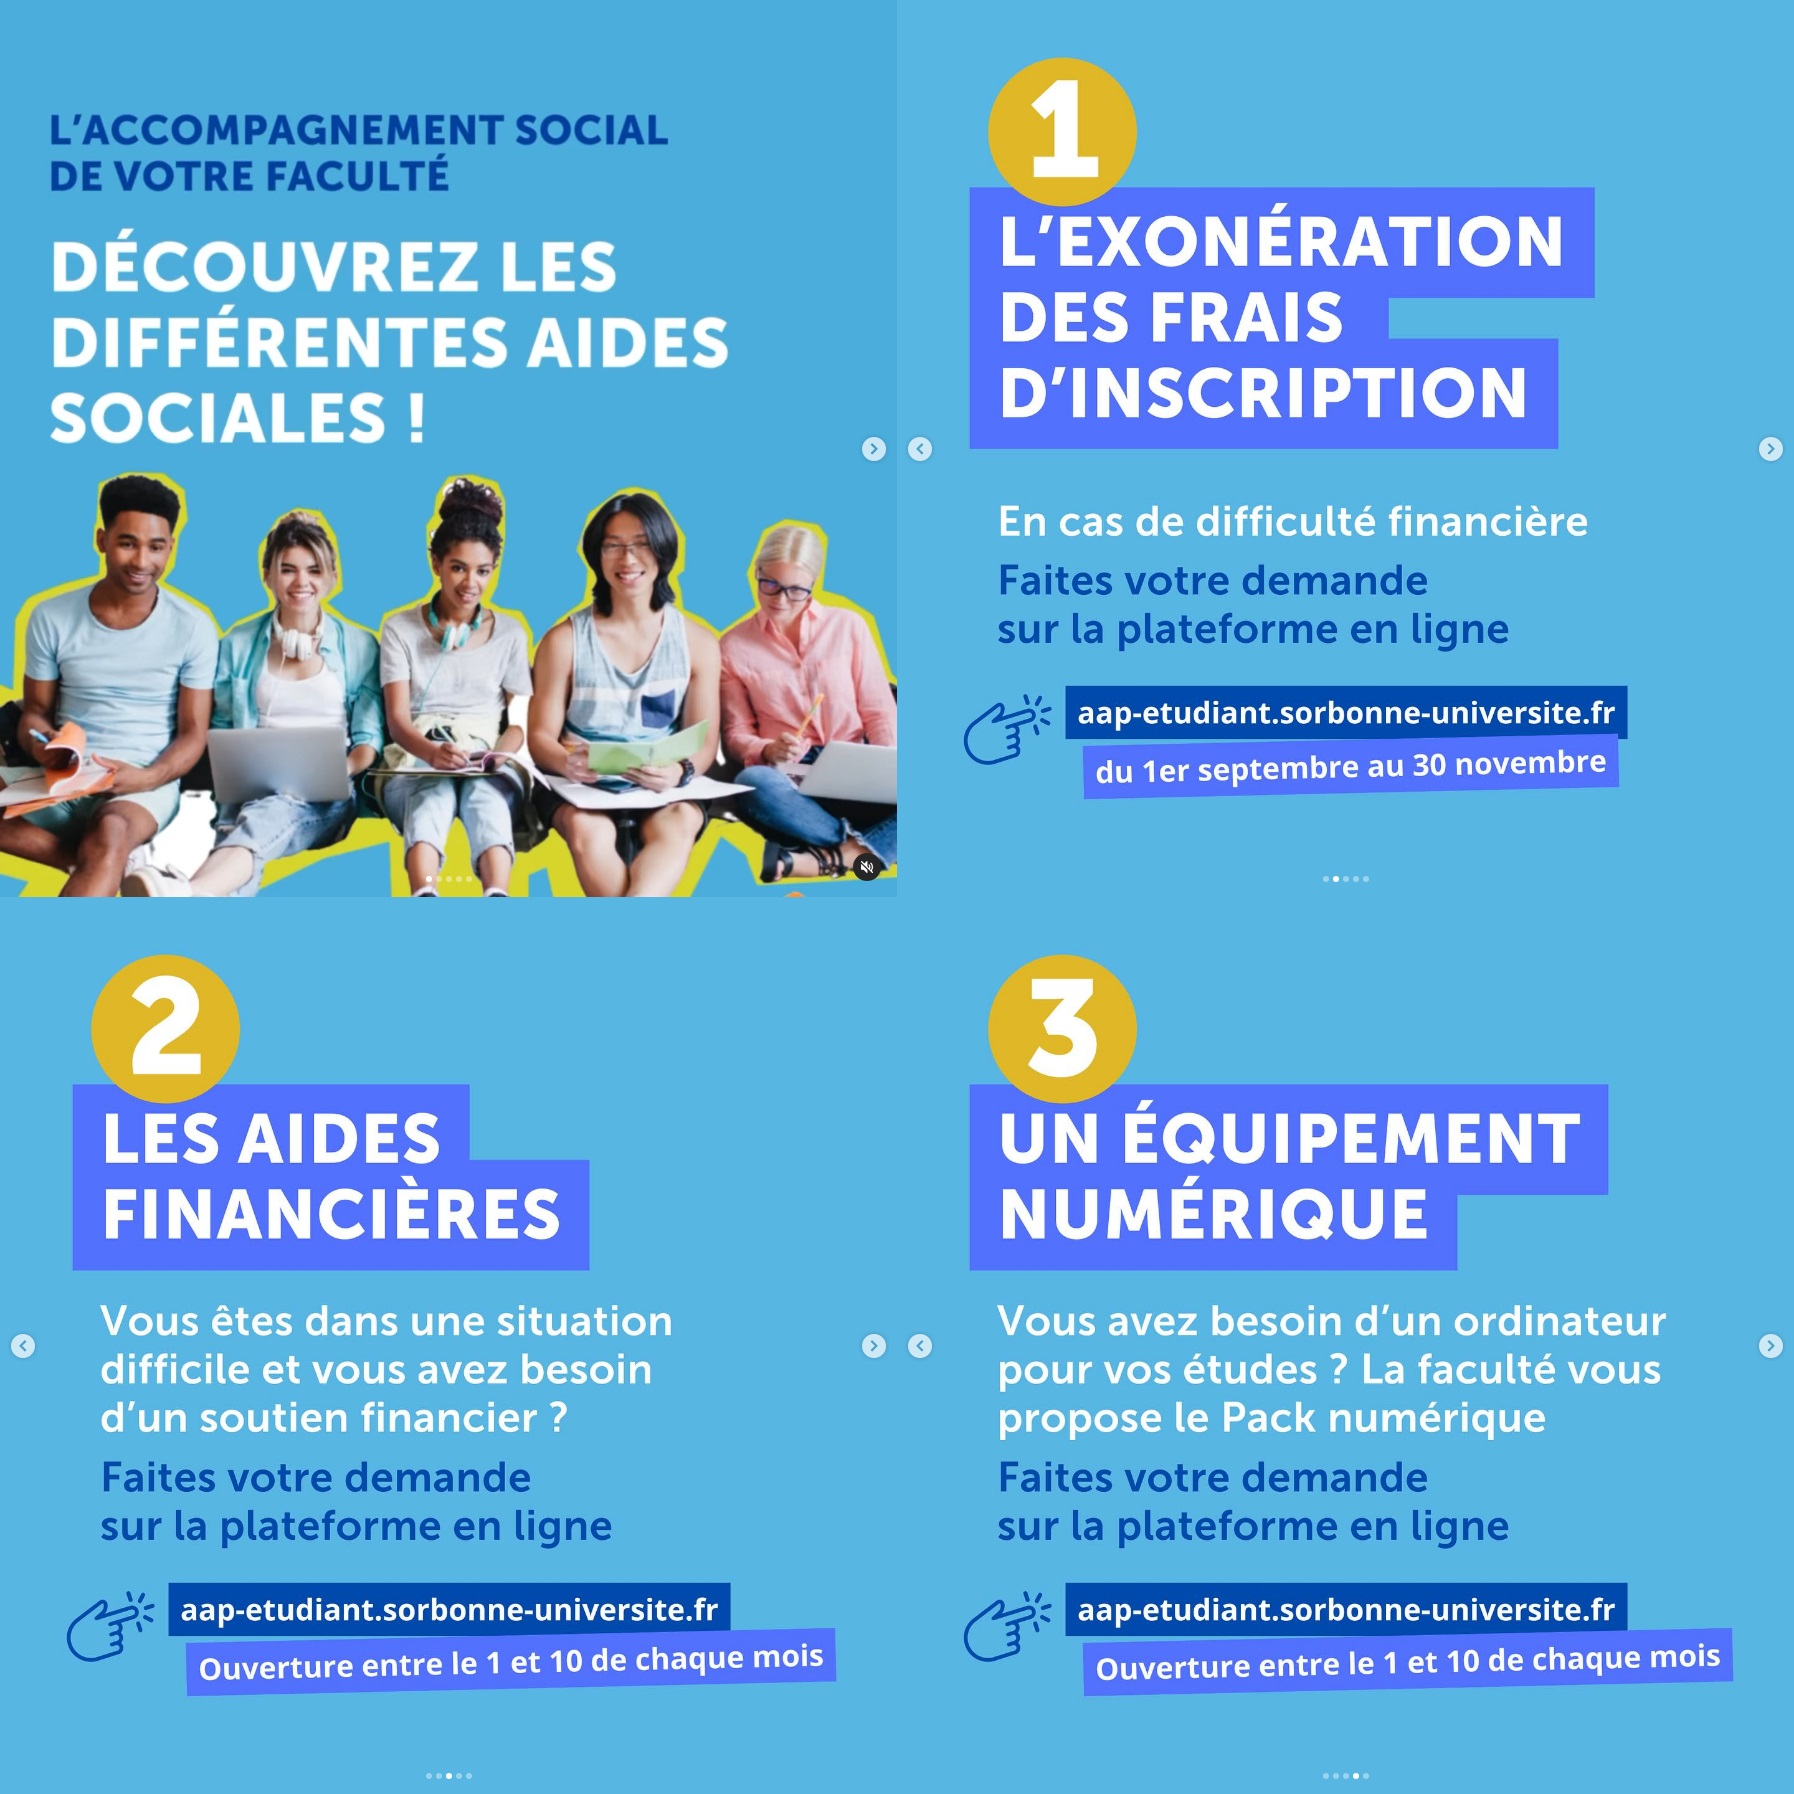 L'ACCOMPAGNEMENT SOCIAL
DE VOTRE FACULTÉ
DÉCOUVREZ LES
DIFFÉRENTES AIDES
SOCIALES !
1
L'EXONÉRATION
DES FRAIS
D'INSCRIPTION
En cas de difficulté financière
Faites votre demande
sur la plateforme en ligne
aap-etudiant.sorbonne-universite.fr
du 1er septembre au 30 novembre
2
LES AIDES
FINANCIÈRES
Vous êtes dans une situation
difficile et vous avez besoin
d'un soutien financier ?
Faites votre demande
sur la plateforme en ligne
aap-etudiant.sorbonne-universite.fr
Ouverture entre le 1 et 10 de chaque mois
3
UN ÉQUIPEMENT
NUMÉRIQUE
Vous avez besoin d'un ordinateur
pour vos études ? La faculté vous
propose le Pack numérique
Faites votre demande
sur la plateforme en ligne
aap-etudiant.sorbonne-universite.fr
Ouverture entre le 1 et 10 de chaque mois